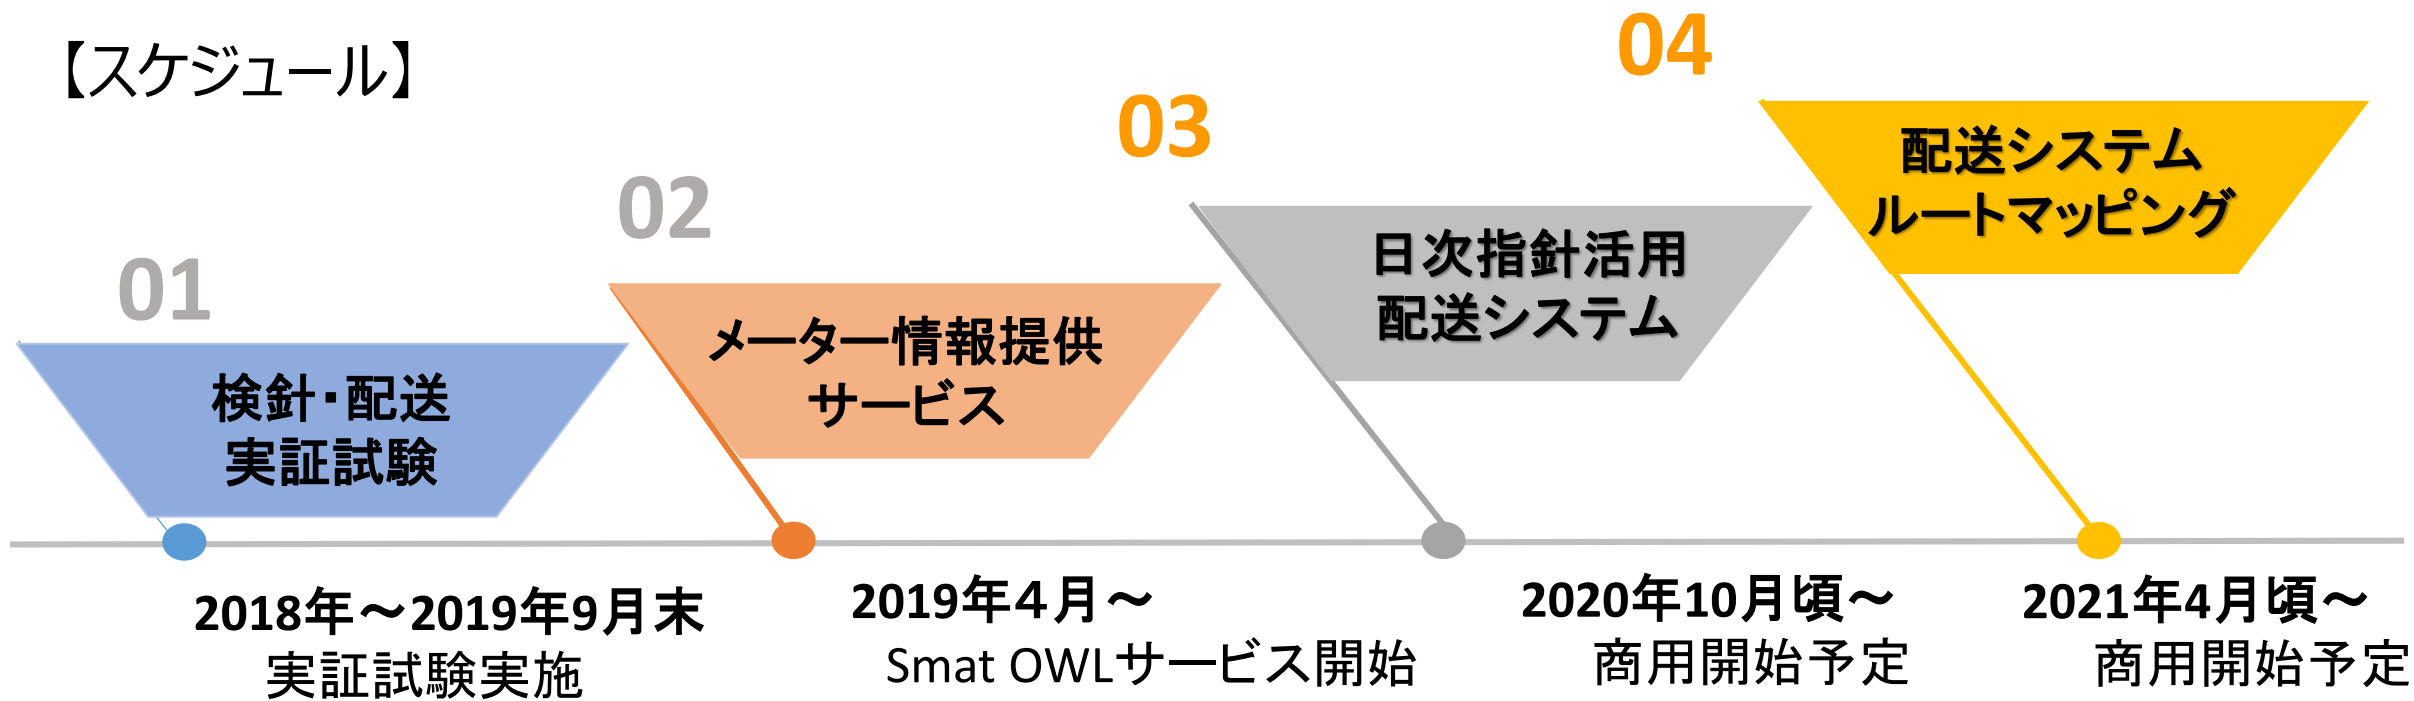 【スケジュール】
01
検針・配送
実証試験
2018年～2019年9月末
実証試験実施
02
メーター情報提供
サービス
2019年4月～
Smat OWLサービス開始
03
日次指針活用
配送システム
2020年10月頃～
商用開始予定
04
配送システム
ルートマッピング
2021年4月頃～
商用開始予定